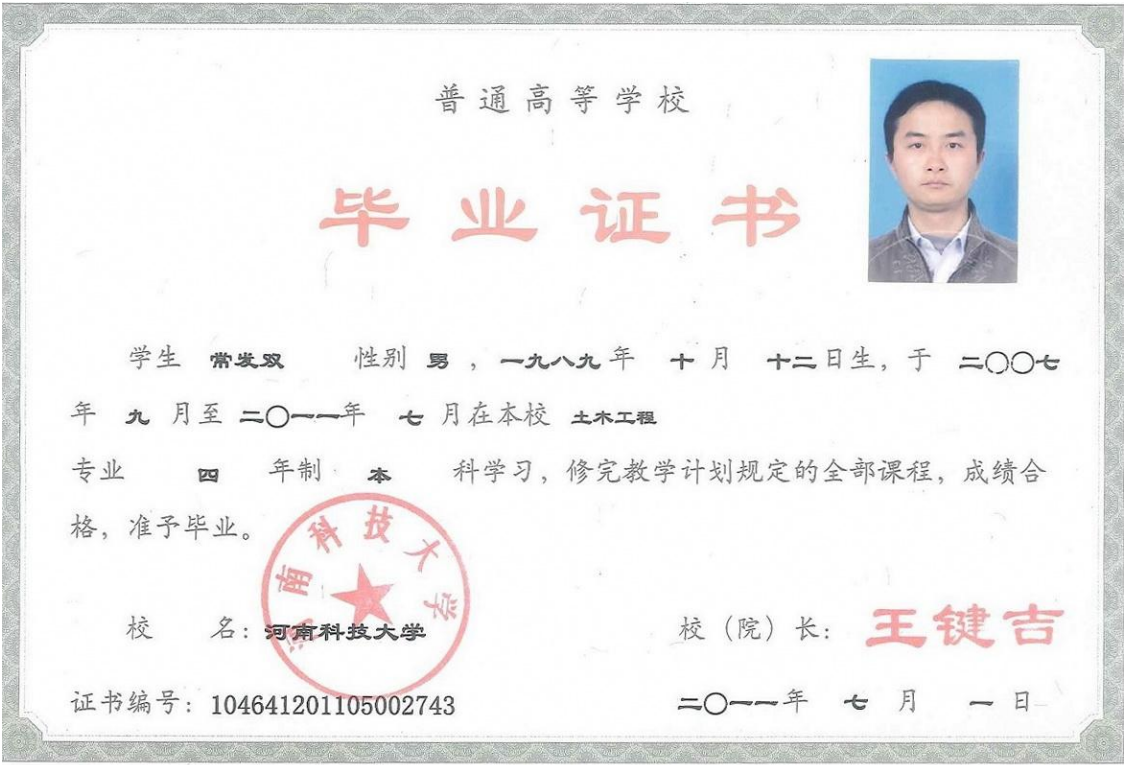 普通高等学校
毕业证书
学生 常发双 性别 男 ，一九八九 年 十 月 十二 日生，于 二〇〇七
年 九 月至 二〇一一年 七 月在本校 土木工程
专业 四 年制 本 科学习，修完教学计划规定的全部课程，成绩合
格，准予毕业。
河南科技大学
校 名：河南科技大学 校（院）长：王键吉
证书编号：104641201105002743 二〇一一年 七 月 一 日